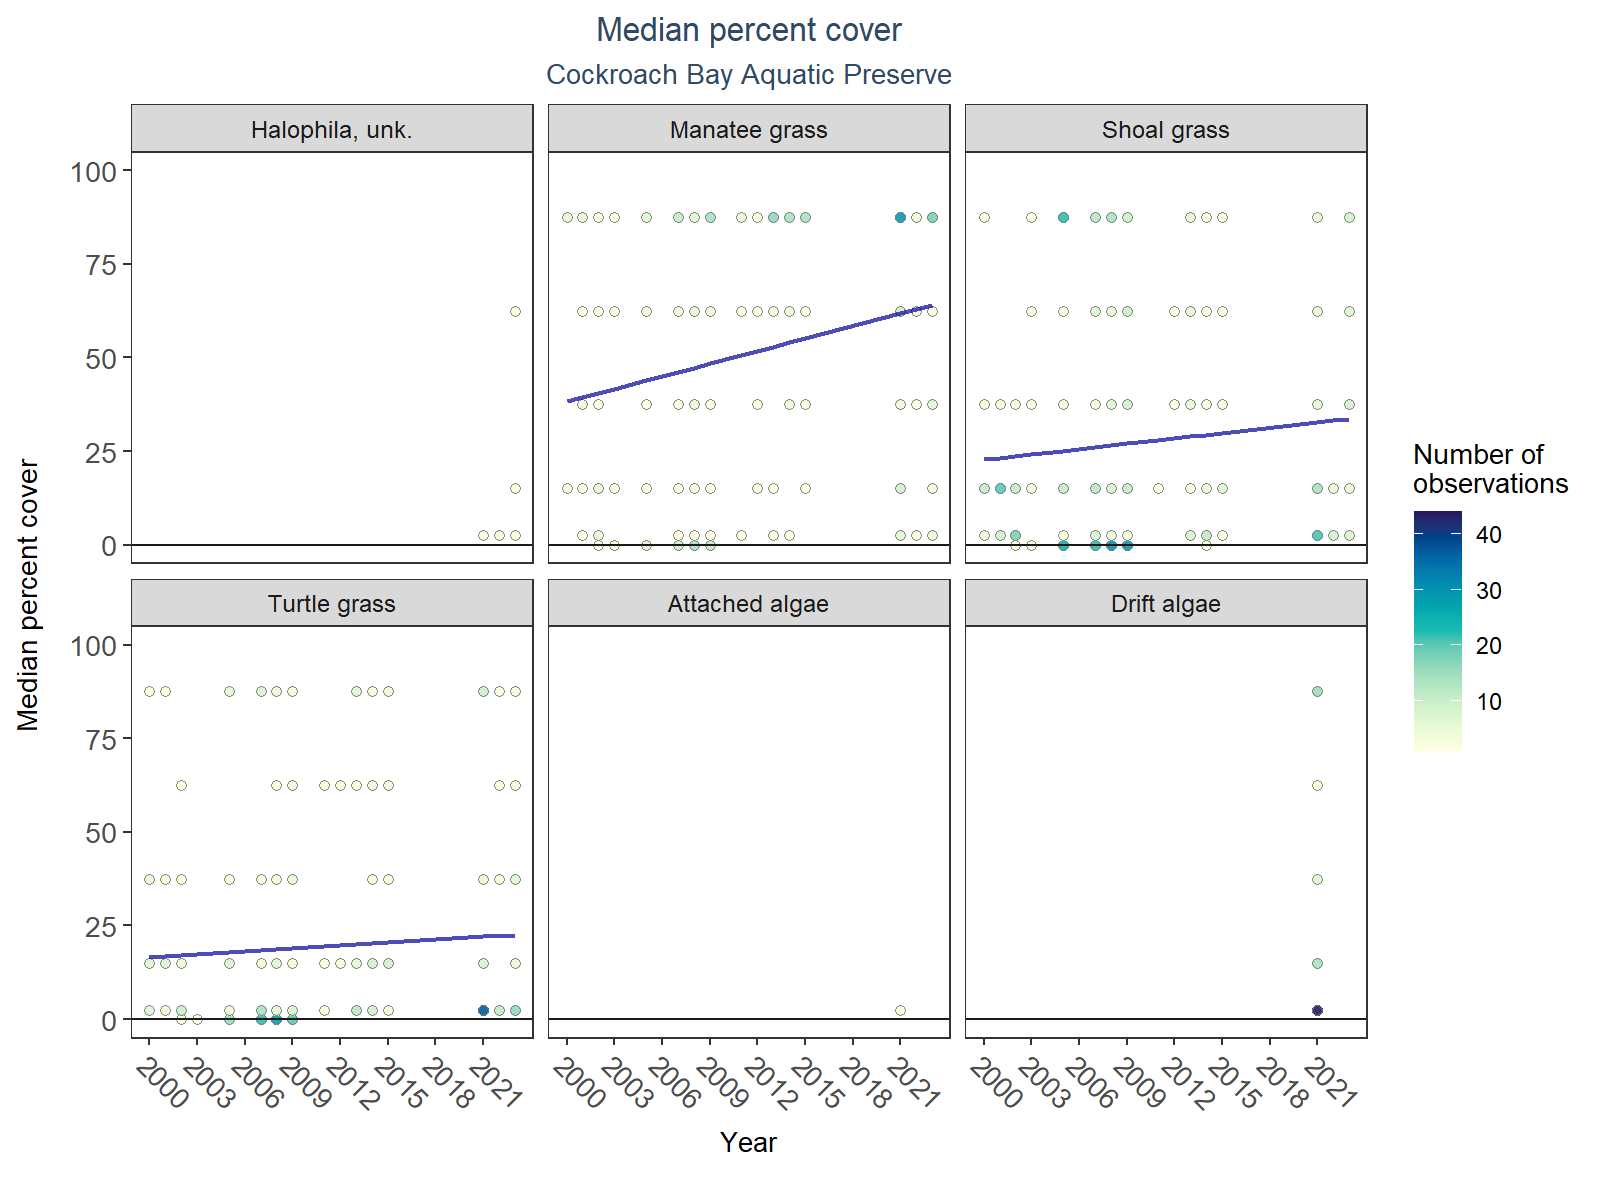 Median percent cover
Cockroach Bay Aquatic Preserve
Halophila, unk.
Manatee grass
Shoal grass
100
75
50
25
0
Turtle grass
Attached algae
Drift algae
100
75
50
25
0
Median percent cover
2000 2003 2006 2009 2012 2015 2018 2021
2000 2003 2006 2009 2012 2015 2018 2021
2000 2003 2006 2009 2012 2015 2018 2021
Year
Number of
observations
40
30
20
10